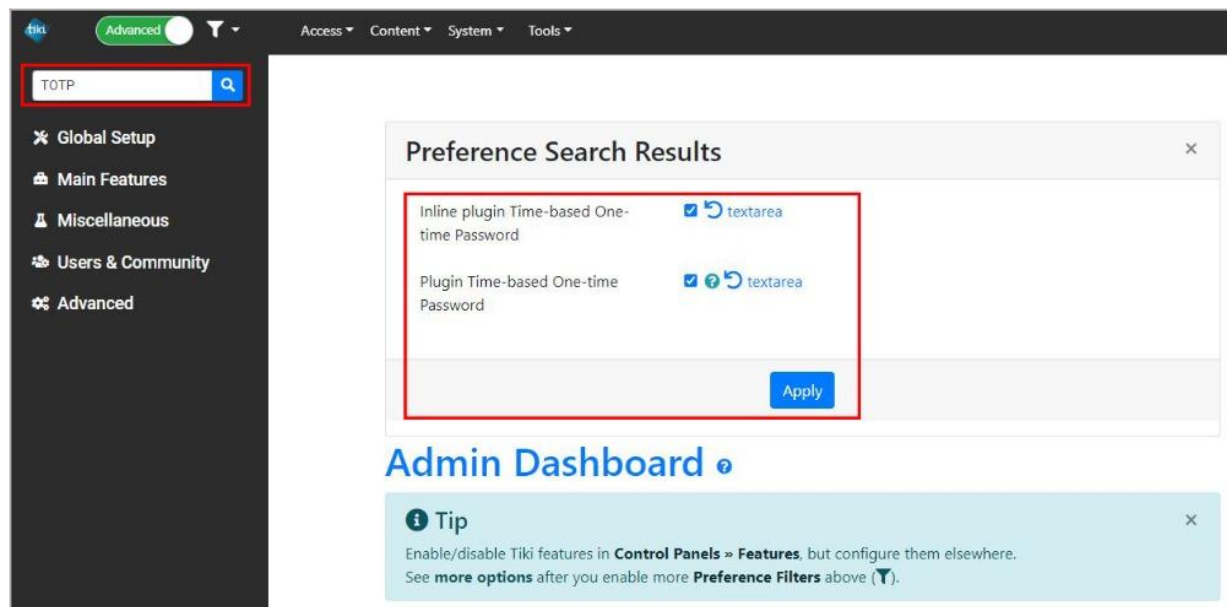 tiki
Advanced
Access Content System Tools
TOTP
Global Setup
Main Features
Miscellaneous
Users & Community
Advanced
Preference Search Results
Inline plugin Time-based One-
time Password
textarea
Plugin Time-based One-time
Password
textarea
Apply
Admin Dashboard
Tip
Enable/disable Tiki features in Control Panels » Features, but configure them elsewhere.
See more options after you enable more Preference Filters above ( ).